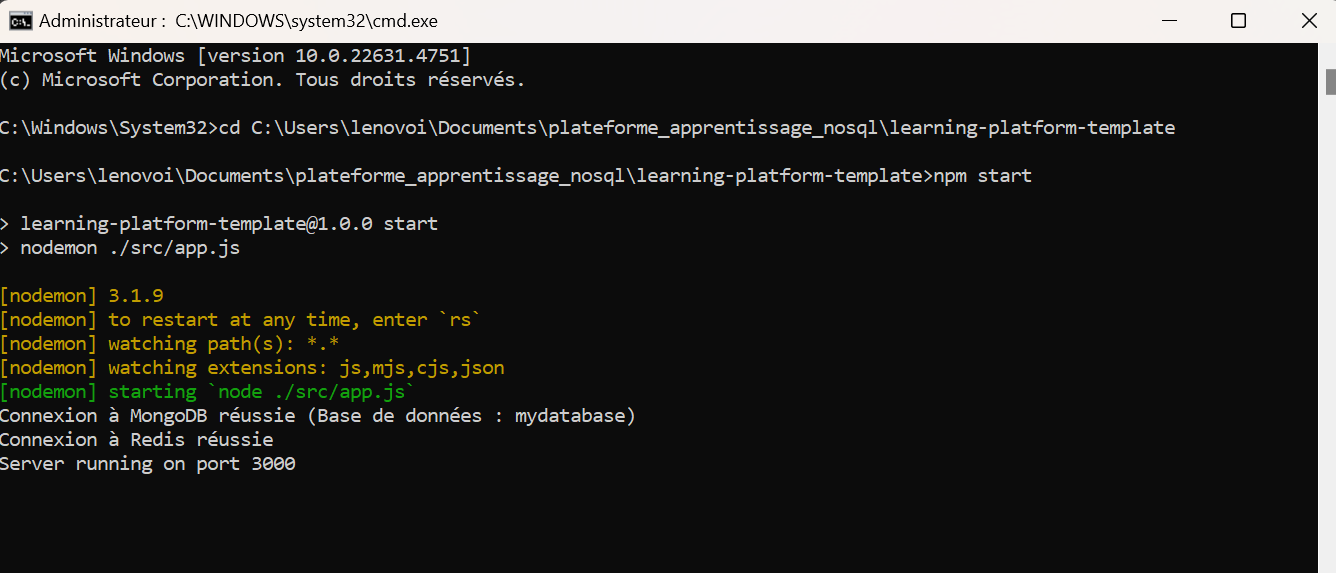 Administrateur : C:\WINDOWS\system32\cmd.exe
Microsoft Windows [version 10.0.22631.4751]
(c) Microsoft Corporation. Tous droits réservés.
C:\Windows\System32>cd C:\Users\lenovoi\Documents\plateforme_apprentissage_nosql\learning-platform-template
C:\Users\lenovoi\Documents\plateforme_apprentissage_nosql\learning-platform-template>npm start
> learning-platform-template@1.0.0 start
> nodemon ./src/app.js
[nodemon] 3.1.9
[nodemon] to restart at any time, enter `rs`
[nodemon] watching path(s): *.*
[nodemon] watching extensions: js,mjs,cjs,json
[nodemon] starting `node ./src/app.js`
Connexion à MongoDB réussie (Base de données : mydatabase)
Connexion à Redis réussie
Server running on port 3000